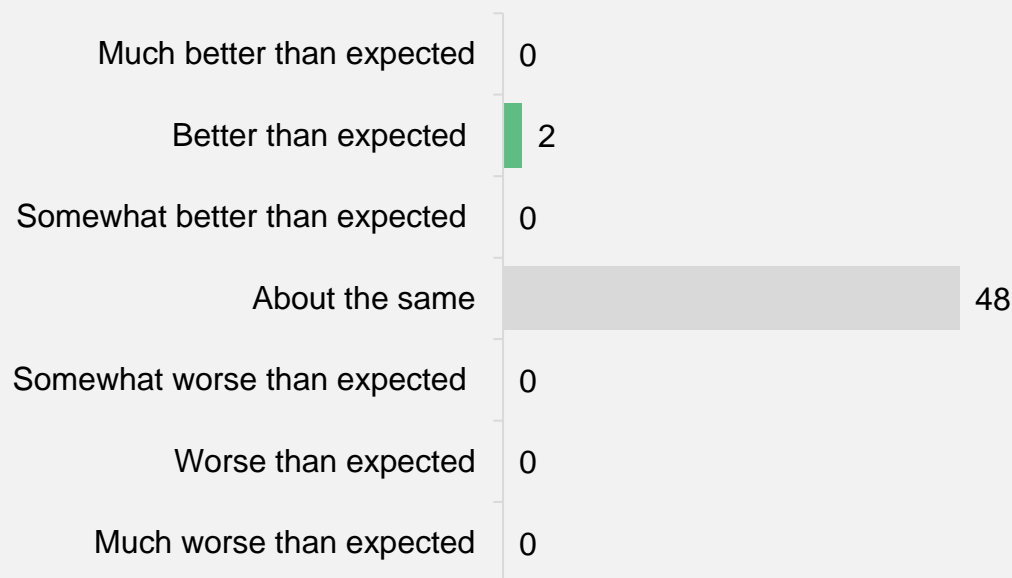 Much better than expected 0
Better than expected 2
Somewhat better than expected 0
About the same 48
Somewhat worse than expected 0
Worse than expected 0
Much worse than expected 0